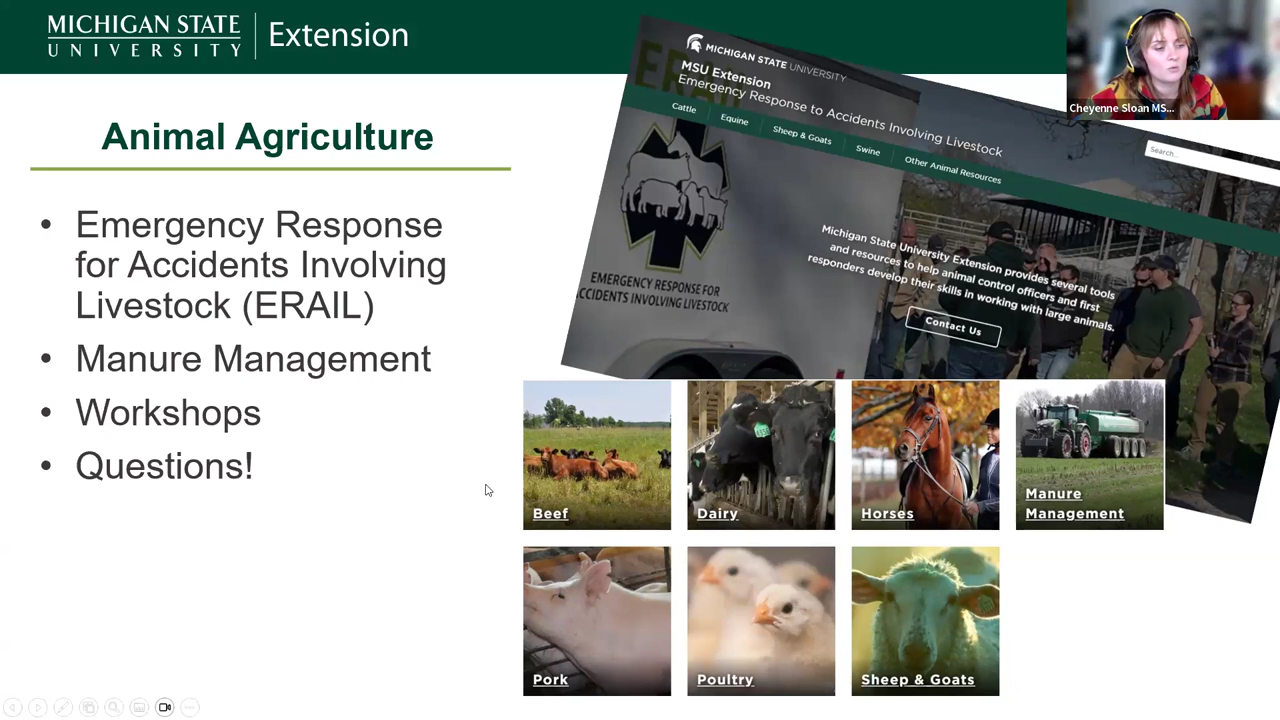 MICHIGAN STATE
UNIVERSITY
Extension
Animal Agriculture
• Emergency Response
for Accidents Involving
Livestock (ERAIL)
• Manure Management
• Workshops
• Questions!
ERAIL
MICHIGAN STATE UNIVERSITY
MSU Extension
Emergency Response to Accidents Involving Livestock
Cattle
Equine
Sheep & Goats
Swine
Other Animal Resources
Search...
EMERGENCY RESPONSE FOR
ACCIDENTS INVOLVING LIVESTOCK
Michigan State University Extension provides several tools
and resources to help animal control officers and first
responders develop their skills in working with large animals.
Contact Us
Cheyenne Sloan MS...
Beef
Dairy
Horses
Manure
Management
Pork
Poultry
Sheep & Goats